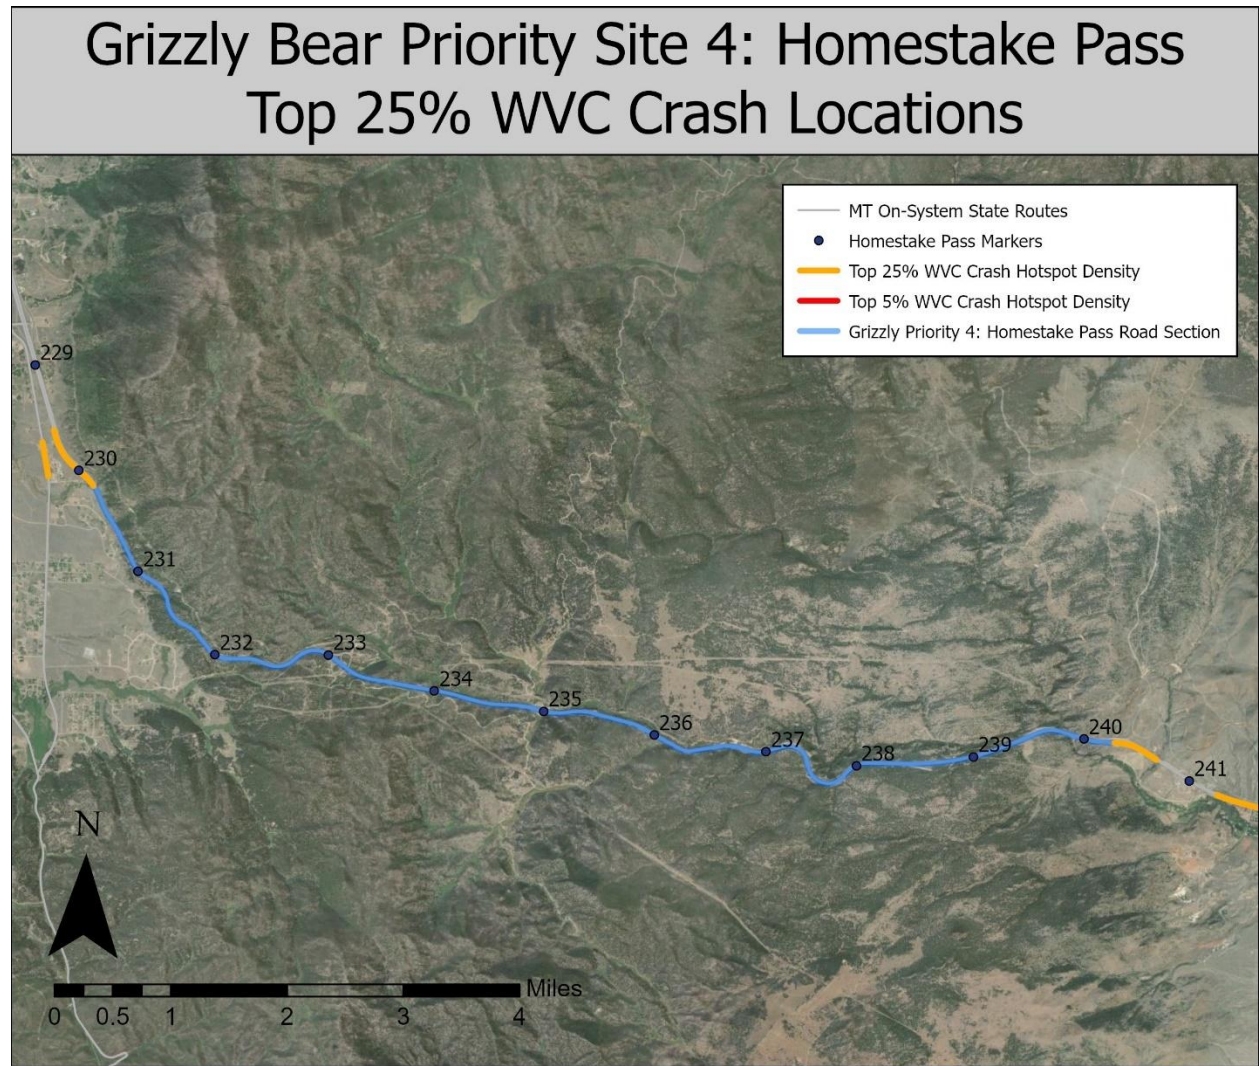 Grizzly Bear Priority Site 4: Homestake Pass
Top 25% WVC Crash Locations
MT On-System State Routes
Homestake Pass Markers
Top 25% WVC Crash Hotspot Density
Top 5% WVC Crash Hotspot Density
Grizzly Priority 4: Homestake Pass Road Section
229
230
231
232
233
234
235
236
237
238
239
240
241
N
Miles
0 0.5 1 2 3 4